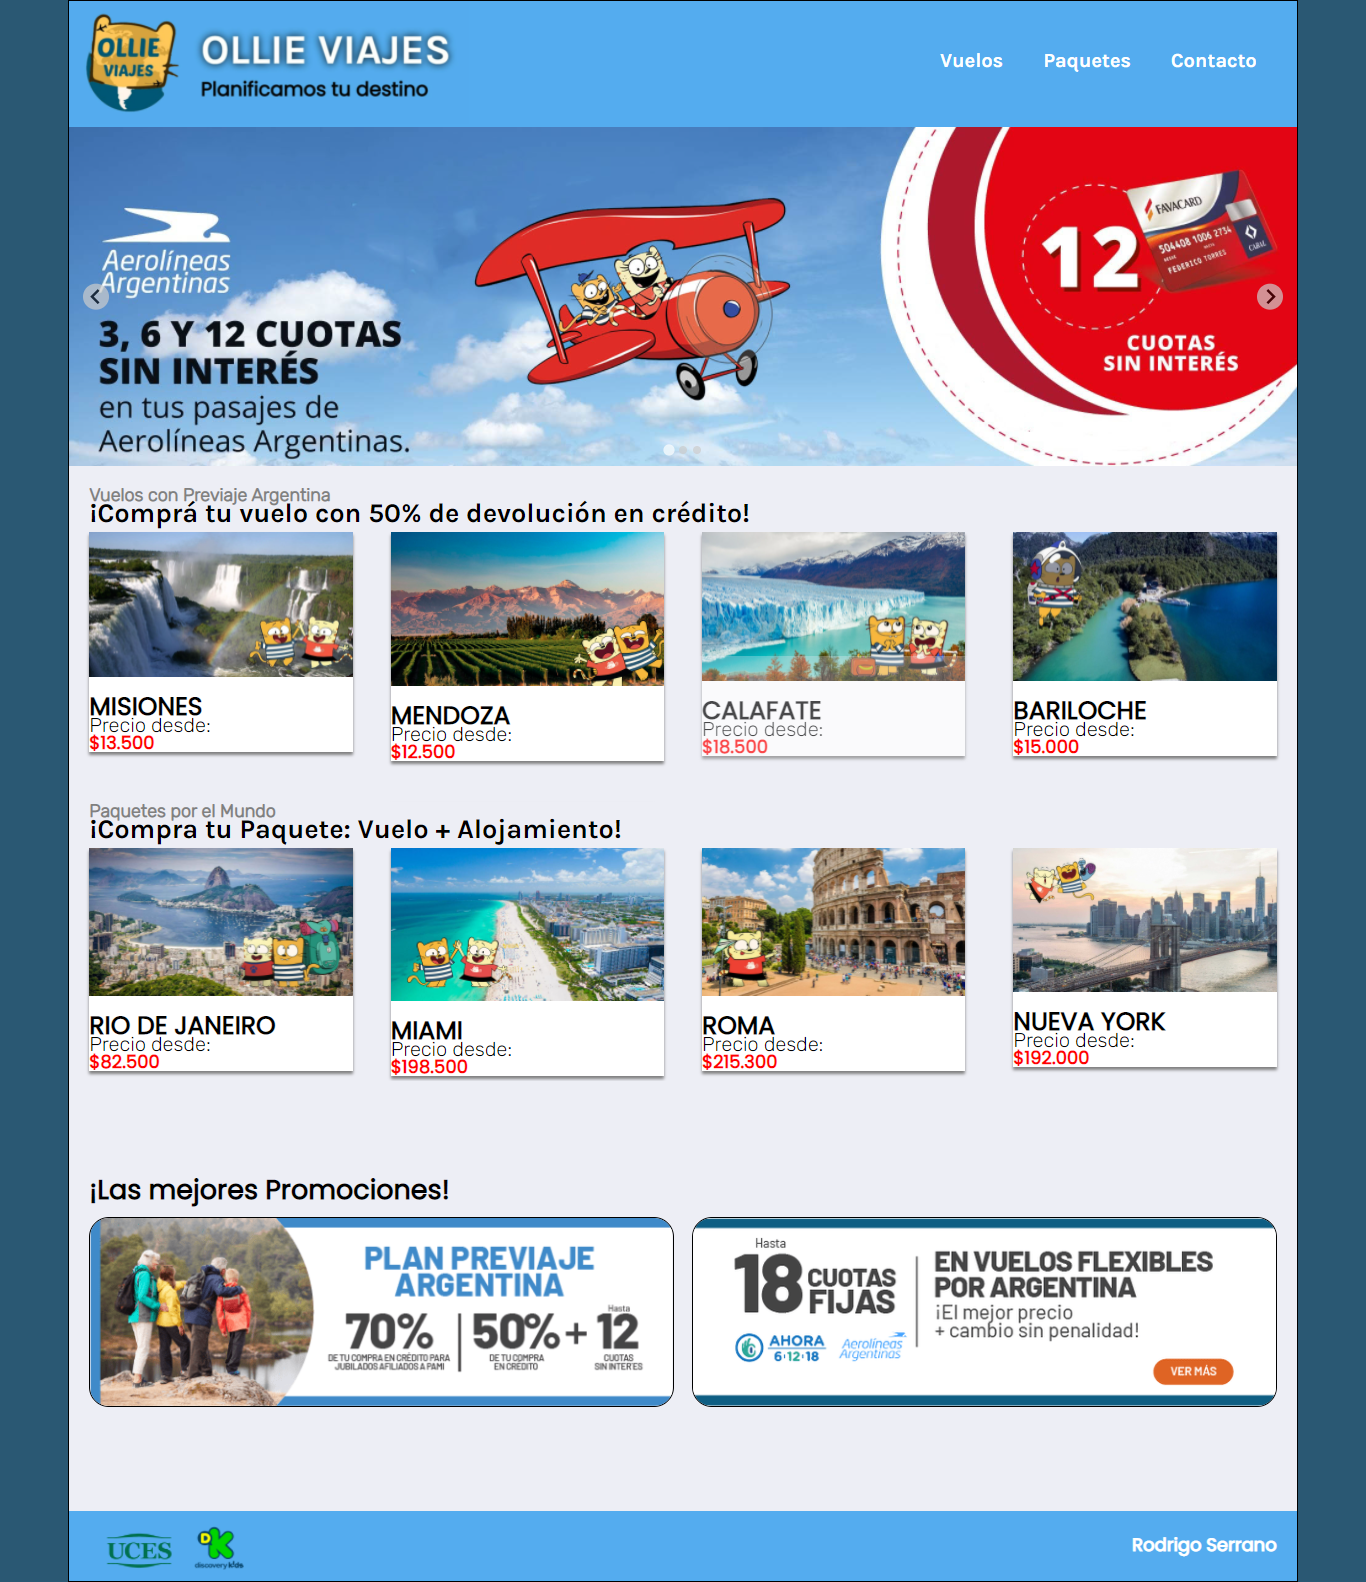 OLLIE
VIAJES
OLLIE VIAJES
Planificamos tu destino
Vuelos
Paquetes
Contacto
Aerolíneas
Argentinas
3, 6 Y 12 CUOTAS
SIN INTERÉS
en tus pasajes de
Aerolíneas Argentinas.
12
CUOTAS
SIN INTERÉS
FAVACARD
504408 1006 2734
FEDERICO TORRES
CABAL
Vuelos con Previaje Argentina
¡Comprá tu vuelo con 50% de devolución en crédito!
MISIONES
Precio desde:
$13.500
MENDOZA
Precio desde:
$12.500
CALAFATE
Precio desde:
$18.500
BARILOCHE
Precio desde:
$15.000
Paquetes por el Mundo
¡Compra tu Paquete: Vuelo + Alojamiento!
RIO DE JANEIRO
Precio desde:
$82.500
MIAMI
Precio desde:
$198.500
ROMA
Precio desde:
$215.300
NUEVA YORK
Precio desde:
$192.000
¡Las mejores Promociones!
PLAN PREVIAJE
ARGENTINA
70%
DE TU COMPRA EN CRÉDITO PARA
JUBILADOS AFILIADOS A PAMI
50%
DE TU COMPRA
EN CRÉDITO
+
Hasta
12
CUOTAS
SIN INTERES
Hasta
18 CUOTAS
FIJAS
AHORA
6·12·18
Aerolíneas
Argentinas
EN VUELOS FLEXIBLES
POR ARGENTINA
¡El mejor precio
+ cambio sin penalidad!
VER MÁS
UCES
DK
discovery kids
Rodrigo Serrano